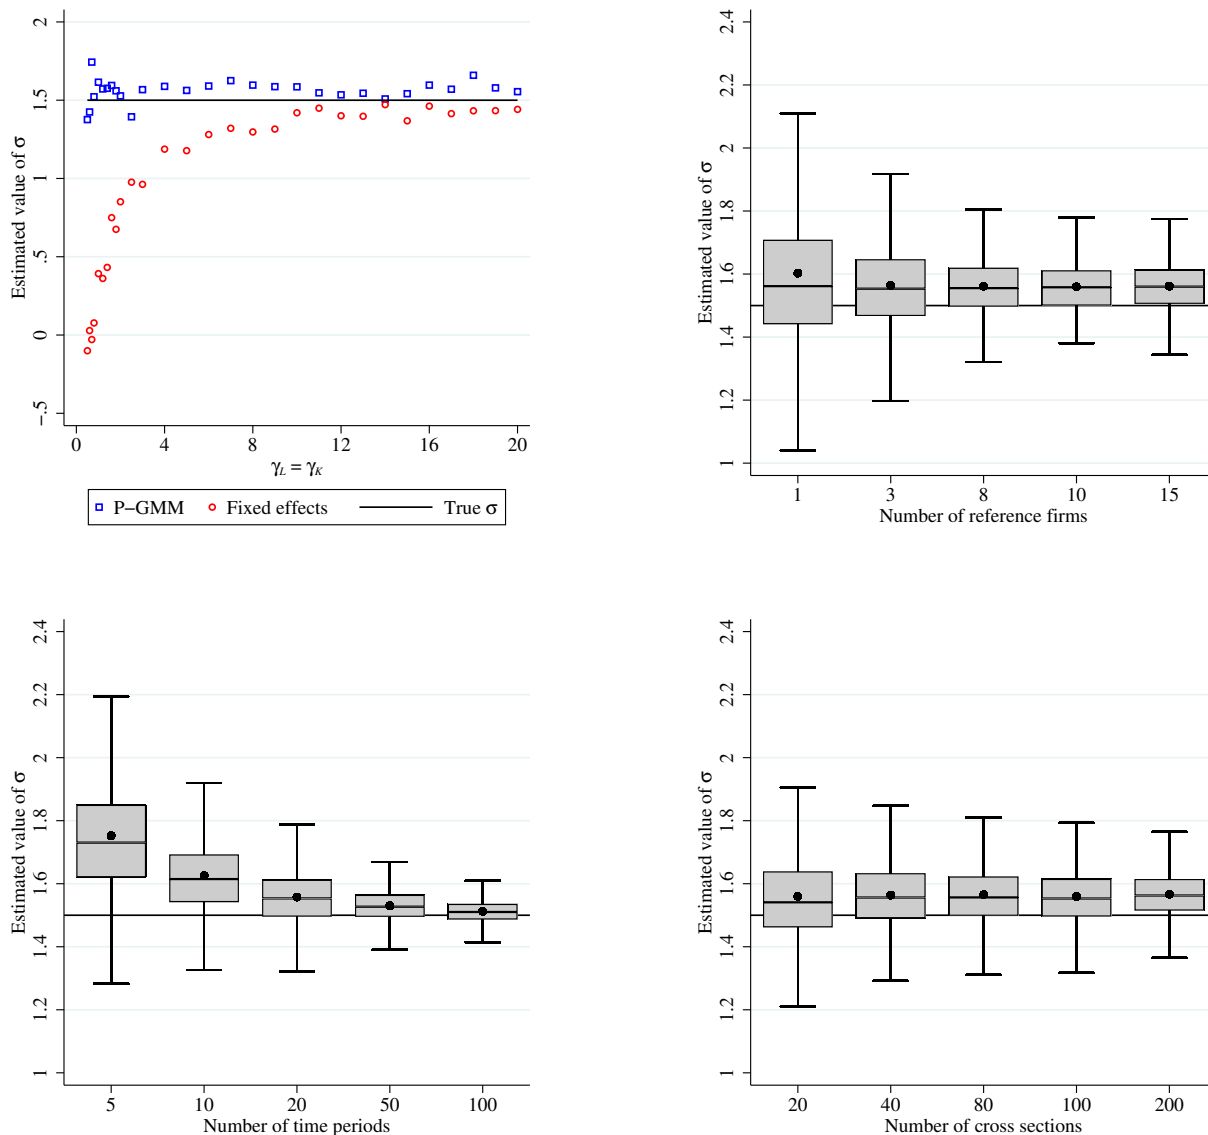 Estimated value of σ
2
1.5
1
.5
0
−.5
0 4 8 12 16 20
γL = γK
P−GMM Fixed effects True σ
Estimated value of σ
2.4
2.2
2
1.8
1.6
1.4
1.2
1
1 3 8 10 15
Number of reference firms
Estimated value of σ
2.4
2.2
2
1.8
1.6
1.4
1.2
1
5 10 20 50 100
Number of time periods
Estimated value of σ
2.4
2.2
2
1.8
1.6
1.4
1.2
1
20 40 80 100 200
Number of cross sections